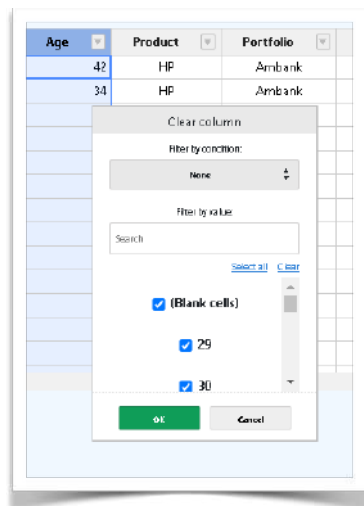 Age Product Portfolio
42 HP Ambank
34 HP Ambank
Clear column
Filter by condition:
None
Filter by value:
Search
Select all Clear
(Blank cells)
29
30
OK Cancel